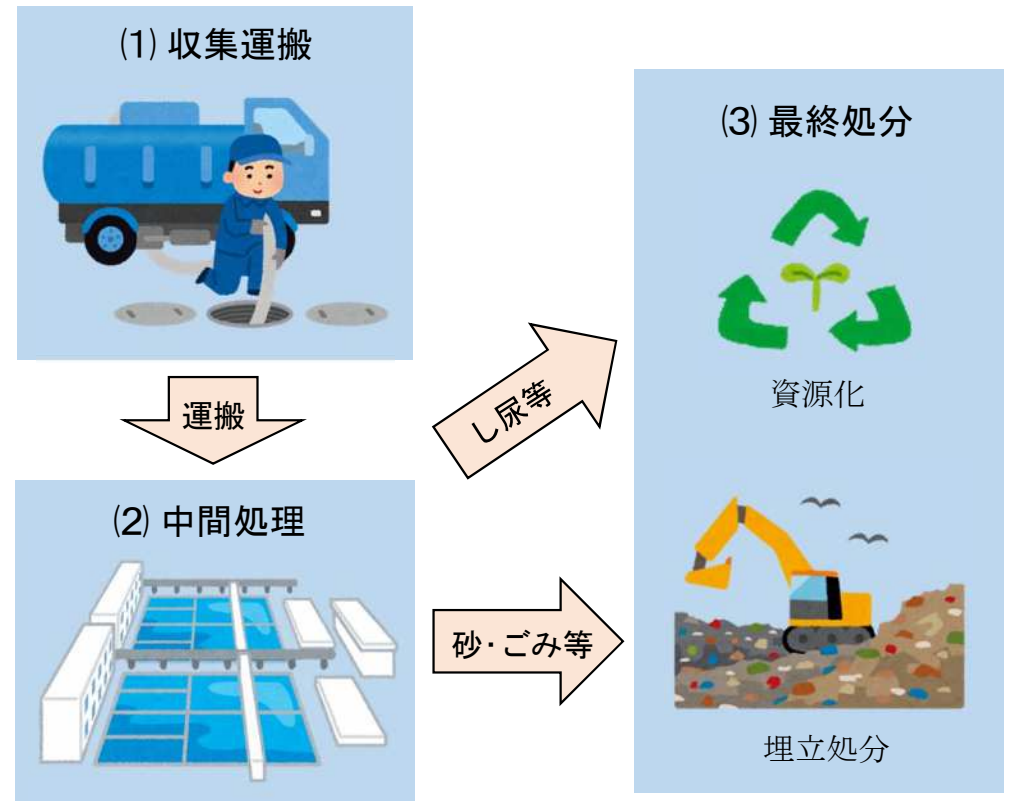 ⑴ 収集運搬
運搬
⑵ 中間処理
し尿等
砂・ごみ等
⑶ 最終処分
資源化
埋立処分